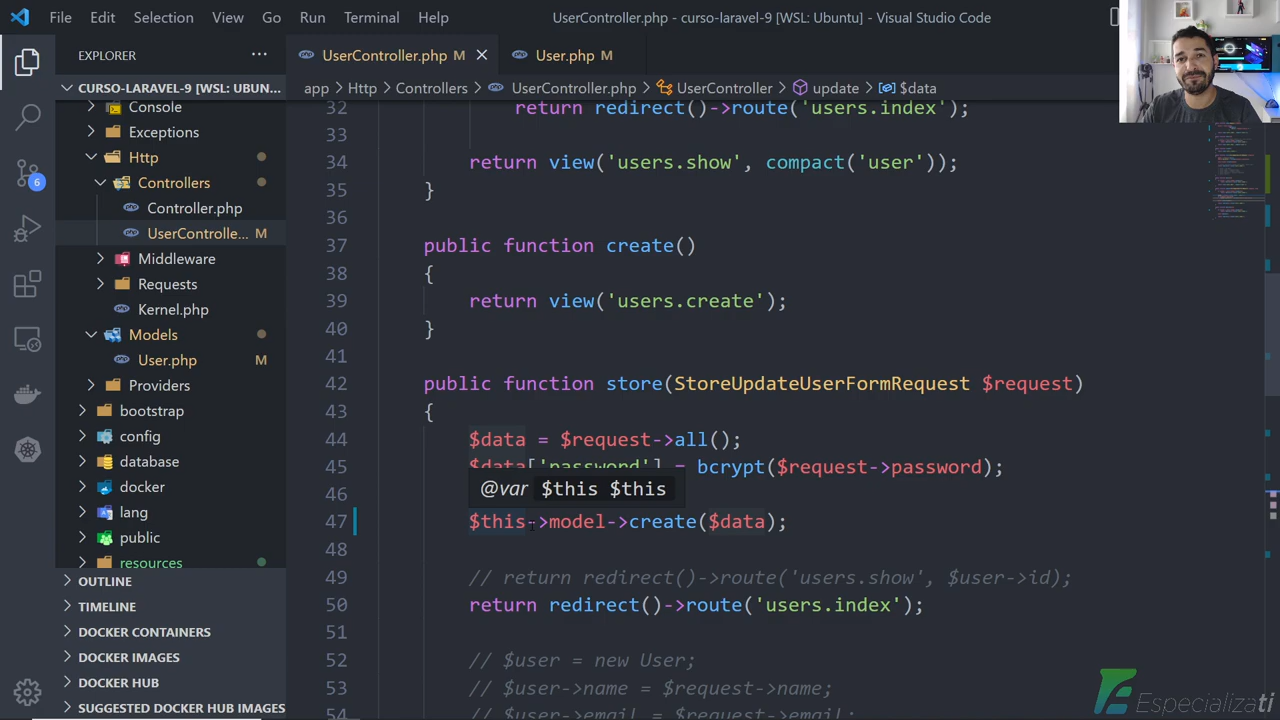 File Edit Selection View Go Run Terminal Help
UserController.php - curso-laravel-9 [WSL: Ubuntu] - Visual Studio Code
EXPLORER
UserController.php M
User.php M
CURSO-LARAVEL-9 [WSL: UBUN...
app > Http > Controllers > UserController.php > UserController > update > $data
Console
Exceptions
Http
Controllers
Controller.php
UserControlle... M
Middleware
Requests
Kernel.php
Models
User.php M
Providers
bootstrap
config
database
docker
lang
public
resources
OUTLINE
TIMELINE
DOCKER CONTAINERS
DOCKER IMAGES
DOCKER HUB
SUGGESTED DOCKER HUB IMAGES
6
32 return redirect()->route('users.index');
33
34 return view('users.show', compact('user'));
35 }
36
37 public function create()
38 {
39 return view('users.create');
40 }
41
42 public function store(StoreUpdateUserFormRequest $request)
43 {
44 $data = $request->all();
45 $data['password'] = bcrypt($request->password);
@var $this $this
46
47 $this->model->create($data);
48
49 // return redirect()->route('users.show', $user->id);
50 return redirect()->route('users.index');
51
52 // $user = new User;
53 // $user->name = $request->name;
54 // $user->email = $request->email;
Especializati